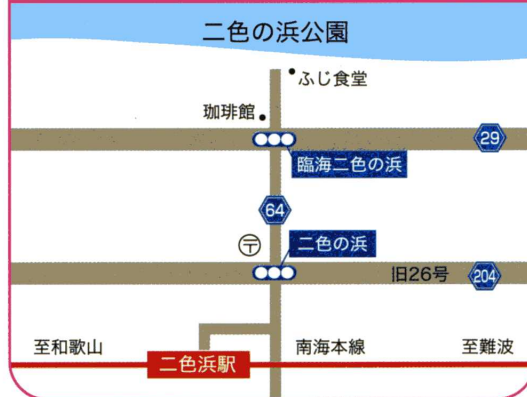 二色の浜公園
ふじ食堂
珈琲館
29
臨海二色の浜
64
〒
二色の浜
旧26号
204
至和歌山
南海本線
至難波
二色浜駅